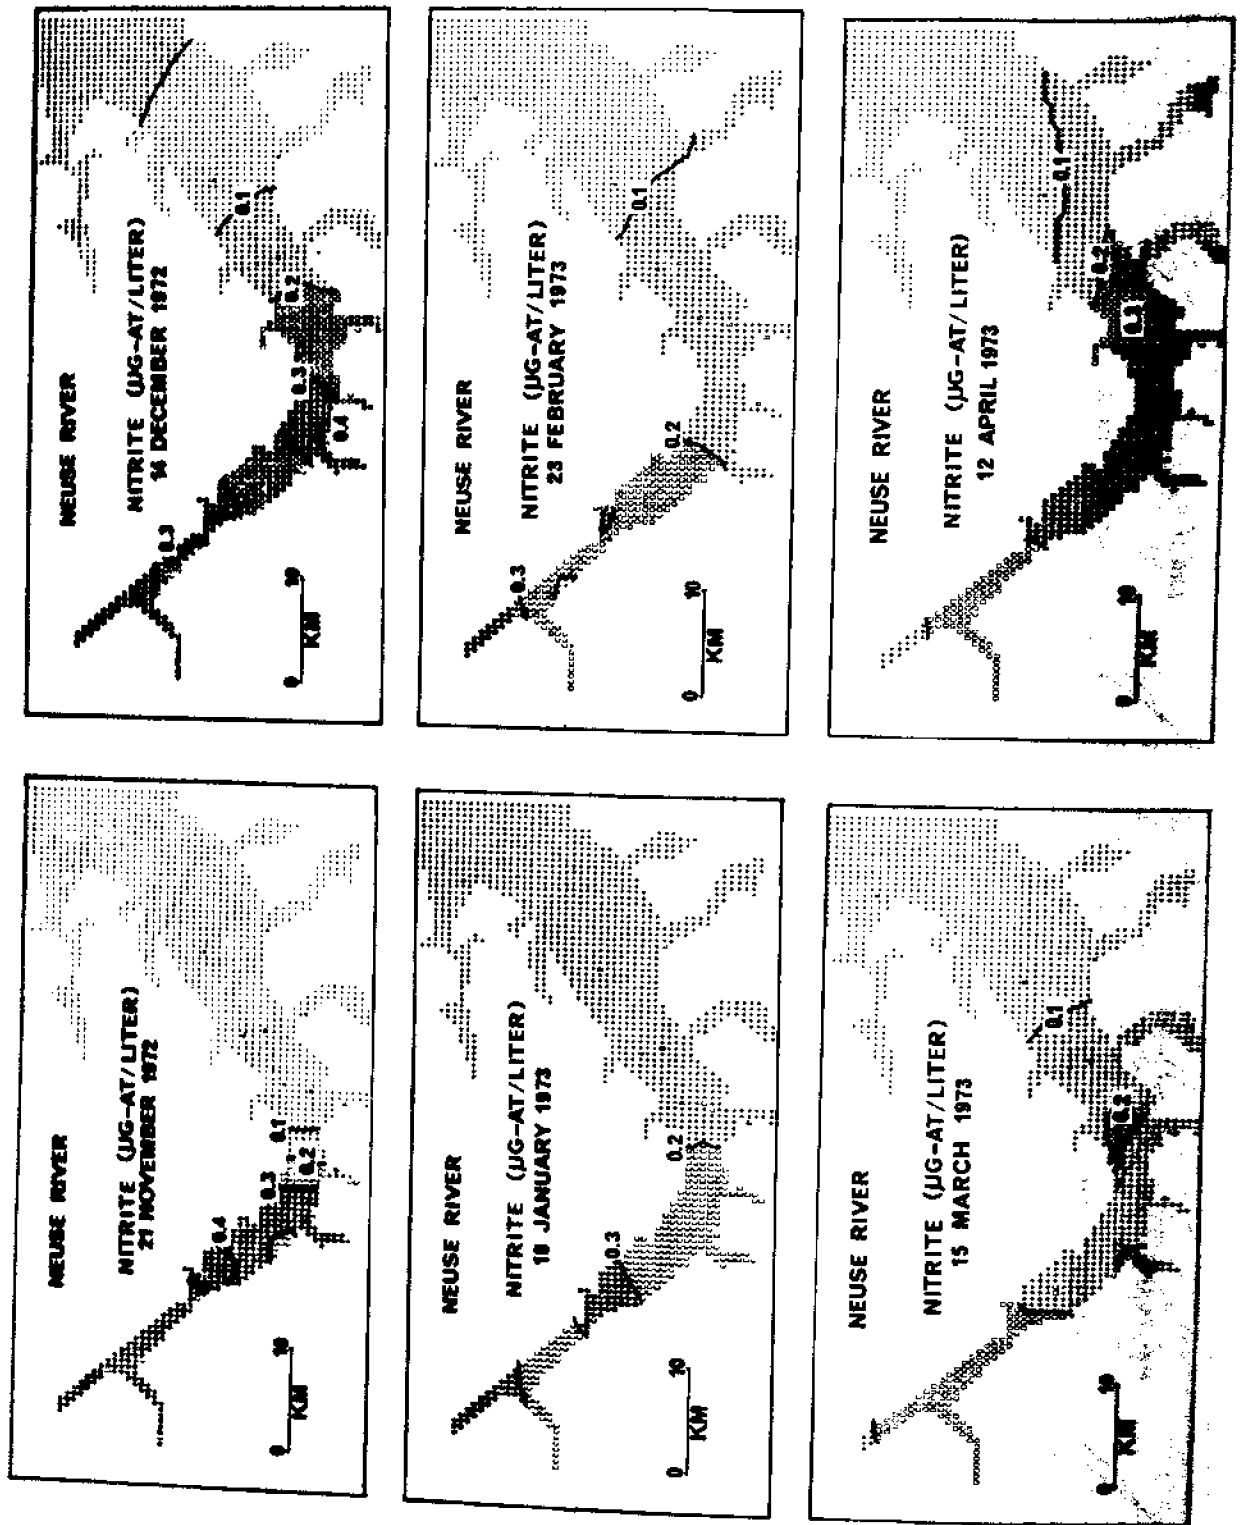 NEUSE RIVER
NITRITE (µG-AT/LITER)
21 NOVEMBER 1972
0.4
0.3
0.2
0.1
0 10
KM
NEUSE RIVER
NITRITE (µG-AT/LITER)
14 DECEMBER 1972
0.3
0.4
0.3
0.2
0.1
0 10
KM
NEUSE RIVER
NITRITE (µG-AT/LITER)
18 JANUARY 1973
0.3
0.2
0 10
KM
NEUSE RIVER
NITRITE (µG-AT/LITER)
23 FEBRUARY 1973
0.3
0.2
0.1
0 10
KM
NEUSE RIVER
NITRITE (µG-AT/LITER)
15 MARCH 1973
0.2
0.1
0 10
KM
NEUSE RIVER
NITRITE (µG-AT/LITER)
12 APRIL 1973
0.3
0.2
0.1
0 10
KM